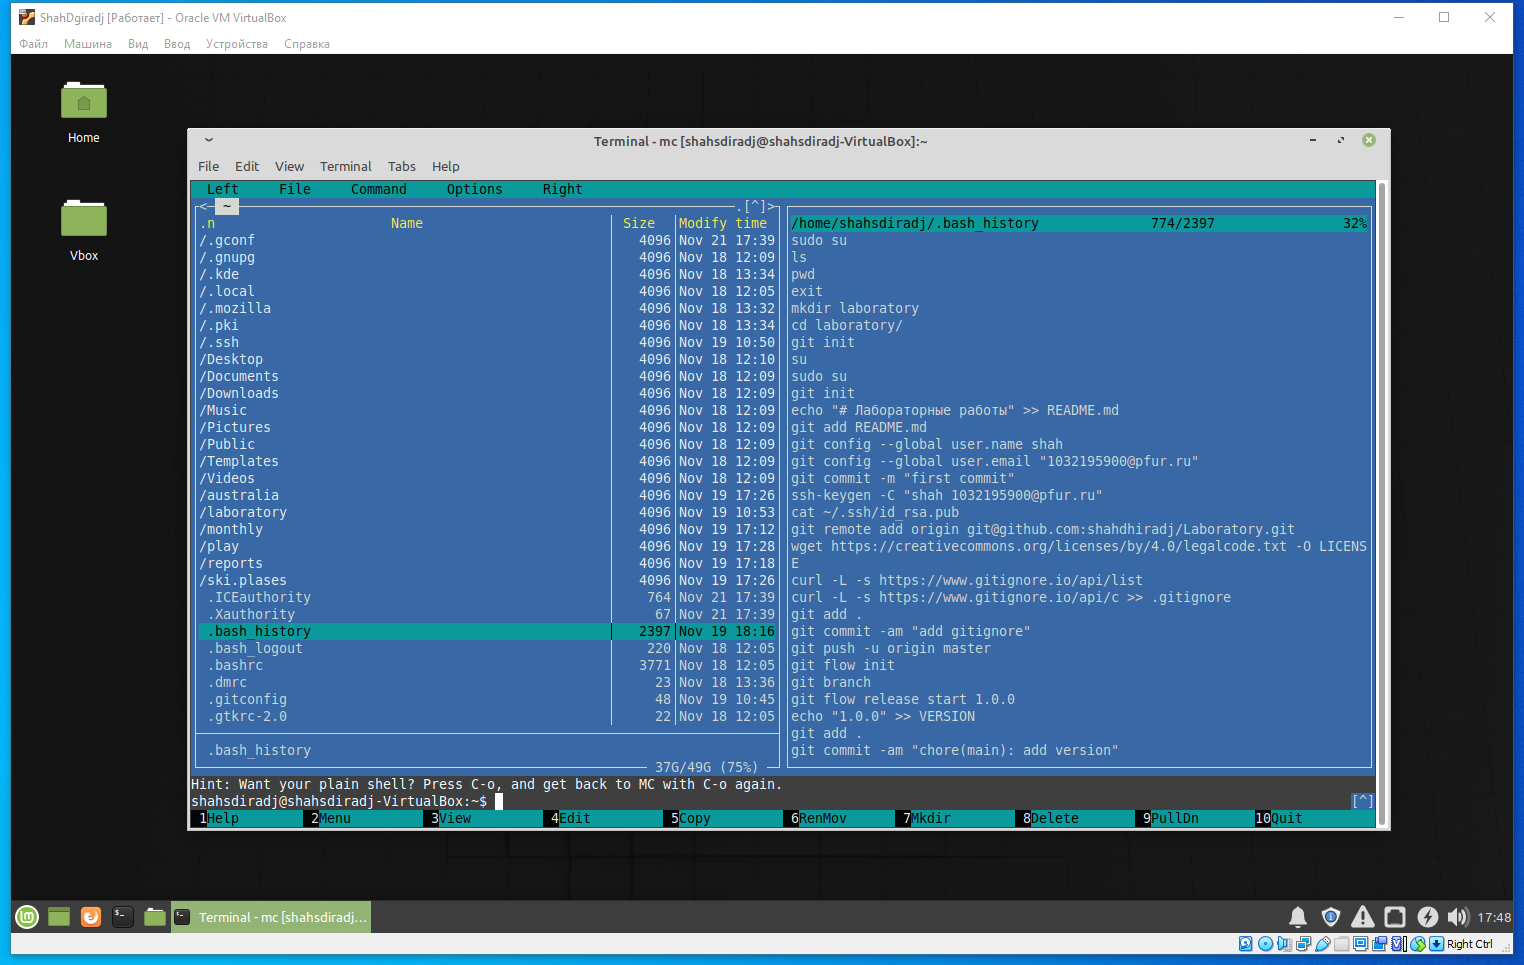 ShahDgiradj [Работает] - Oracle VM VirtualBox
Файл Машина Вид Ввод Устройства Справка
Home
Vbox
Terminal - mc [shahsdiradj@shahsdiradj-VirtualBox]:~
File Edit View Terminal Tabs Help
Left File Command Options Right
<─ ~ .[^]>
.n Name Size Modify time
/.gconf 4096 Nov 21 17:39
/.gnupg 4096 Nov 18 12:09
/.kde 4096 Nov 18 13:34
/.local 4096 Nov 18 12:05
/.mozilla 4096 Nov 18 13:32
/.pki 4096 Nov 18 13:34
/.ssh 4096 Nov 19 10:50
/Desktop 4096 Nov 18 12:10
/Documents 4096 Nov 18 12:09
/Downloads 4096 Nov 18 12:09
/Music 4096 Nov 18 12:09
/Pictures 4096 Nov 18 12:09
/Public 4096 Nov 18 12:09
/Templates 4096 Nov 18 12:09
/Videos 4096 Nov 18 12:09
/australia 4096 Nov 19 17:26
/laboratory 4096 Nov 19 10:53
/monthly 4096 Nov 19 17:12
/play 4096 Nov 19 17:28
/reports 4096 Nov 19 17:18
/ski.plases 4096 Nov 19 17:26
.ICEauthority 764 Nov 21 17:39
.Xauthority 67 Nov 21 17:39
.bash_history 2397 Nov 19 18:16
.bash_logout 220 Nov 18 12:05
.bashrc 3771 Nov 18 12:05
.dmrc 23 Nov 18 13:36
.gitconfig 48 Nov 19 10:45
.gtkrc-2.0 22 Nov 18 12:05
.bash_history
37G/49G (75%)
/home/shahsdiradj/.bash_history 774/2397 32%
sudo su
ls
pwd
exit
mkdir laboratory
cd laboratory/
git init
su
sudo su
git init
echo "# Лабораторные работы" >> README.md
git add README.md
git config --global user.name shah
git config --global user.email "1032195900@pfur.ru"
git commit -m "first commit"
ssh-keygen -C "shah 1032195900@pfur.ru"
cat ~/.ssh/id_rsa.pub
git remote add origin git@github.com:shahdhiradj/Laboratory.git
wget https://creativecommons.org/licenses/by/4.0/legalcode.txt -O LICENS
E
curl -L -s https://www.gitignore.io/api/list
curl -L -s https://www.gitignore.io/api/c >> .gitignore
git add .
git commit -am "add gitignore"
git push -u origin master
git flow init
git branch
git flow release start 1.0.0
echo "1.0.0" >> VERSION
git add .
git commit -am "chore(main): add version"
Hint: Want your plain shell? Press C-o, and get back to MC with C-o again.
shahsdiradj@shahsdiradj-VirtualBox:~$ [^]
1Help 2Menu 3View 4Edit 5Copy 6RenMov 7Mkdir 8Delete 9PullDn 10Quit
Terminal - mc [shahsdiradj... 17:48
Right Ctrl